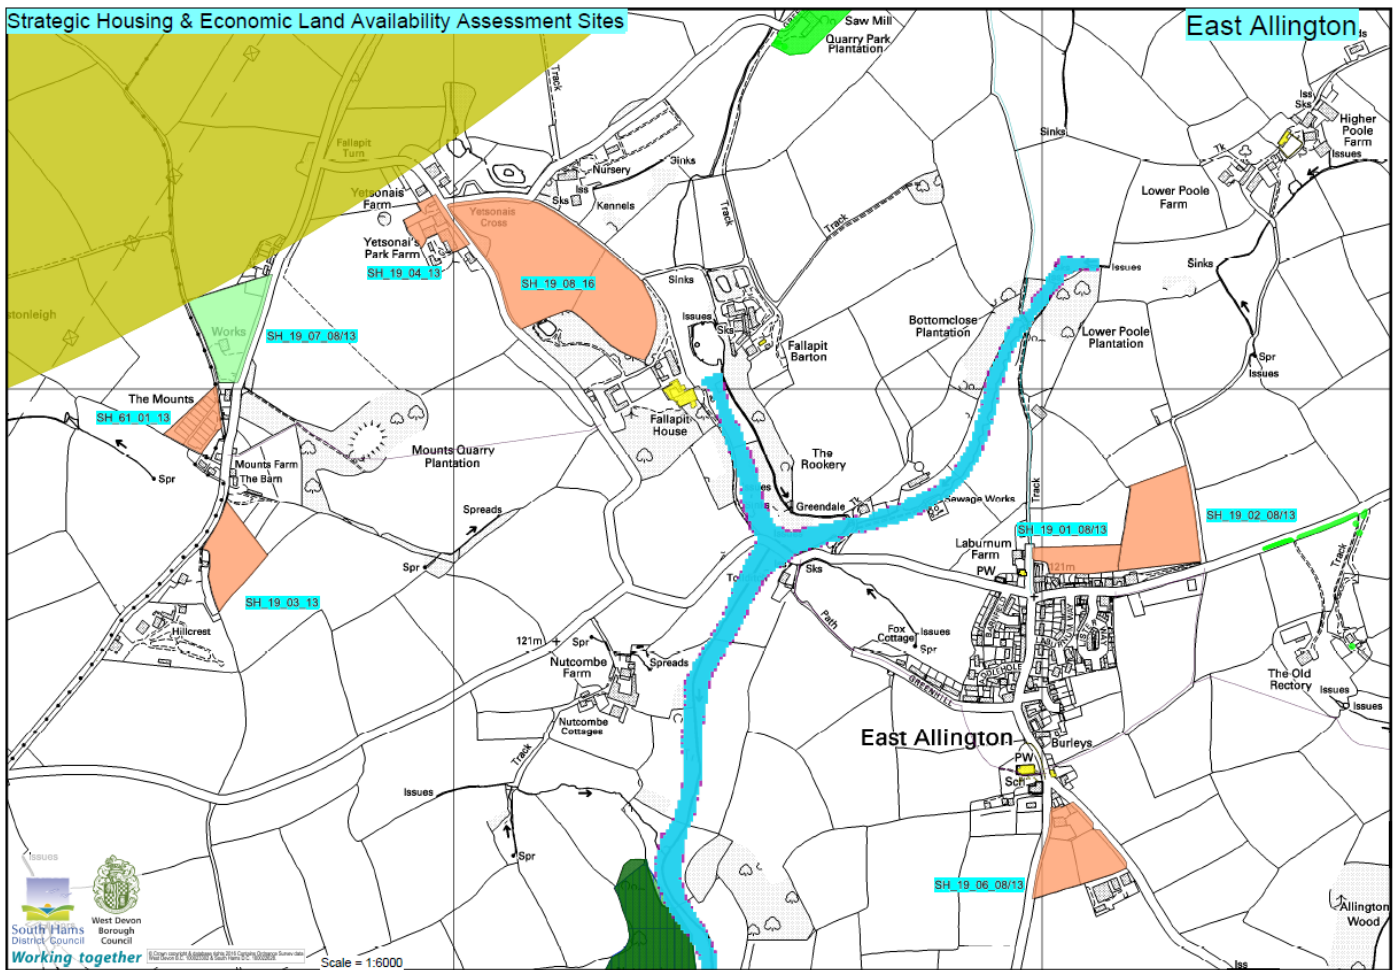 Strategic Housing & Economic Land Availability Assessment Sites
East Allington
Saw Mill
Quarry Park
Plantation
Track
Fallapit
Turn
Sinks
Nursery
Iss
Sks
Kennels
Yetsonais
Farm
Yetsonais
Cross
Yetsonais
Park Farm
SH_19_04_13
SH_19_08_16
Track
Track
Sinks
Iss
Sks
Higher
Poole
Farm
Issues
Tk
Lower Poole
Farm
Sinks
Issues
stonleigh
Works
SH_19_07_08/13
Sinks
Issues
Sks
Fallapit
Barton
Bottomclose
Plantation
Lower Poole
Plantation
Spr
Issues
The Mounts
SH_61_01_13
Fallapit
House
Mounts Quarry
Plantation
Mounts Farm
The Barn
Spr
The
Rookery
Spreads
Greendale
Sewage Works
Track
SH_19_01_08/13
SH_19_02_08/13
Laburnum
Farm
PW
121m
Track
Spr
Sks
SH_19_03_13
Hillcrest
Path
Fox
Cottage
Issues
Spr
121m
Spr
Nutcombe
Farm
Spreads
GREENHILL
The Old
Rectory
Issues
Issues
Nutcombe
Cottages
Track
East Allington
Burleys
PW
Sch
Issues
Spr
SH_19_06_08/13
Allington
Wood
Iss
Issues
South Hams
District Council
West Devon
Borough
Council
Working together
Scale = 1:6000